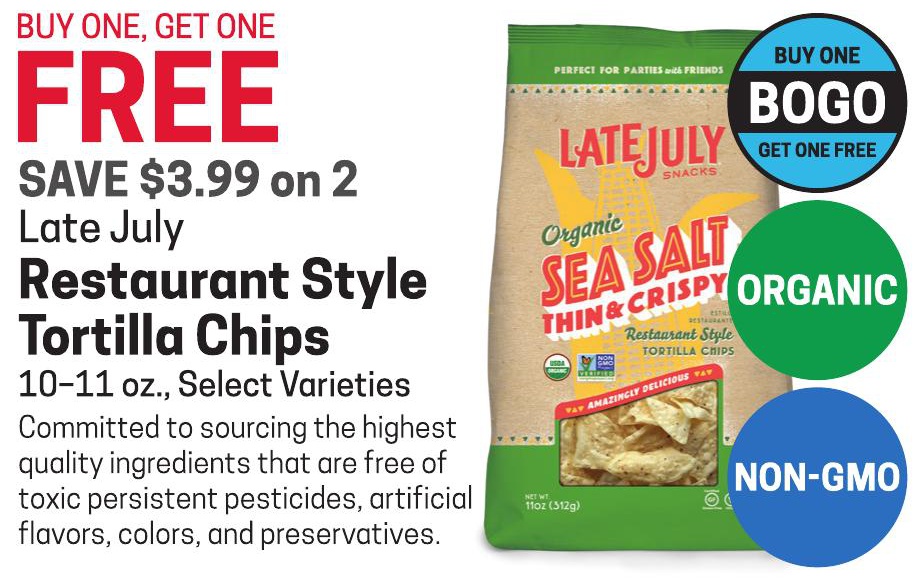 BUY ONE, GET ONE
FREE
SAVE $3.99 on 2
Late July
Restaurant Style
Tortilla Chips
10–11 oz., Select Varieties
Committed to sourcing the highest
quality ingredients that are free of
toxic persistent pesticides, artificial
flavors, colors, and preservatives.
PERFECT FOR PARTIES with FRIENDS
LATE JULY
SNACKS
Organic
SEA SALT
THIN & CRISPY
Restaurant Style
TORTILLA CHIPS
USDA
ORGANIC
NON
GMO
VERIFIED
AMAZINGLY DELICIOUS
NET WT.
11oz (312g)
GF
BUY ONE
BOGO
GET ONE FREE
ORGANIC
NON-GMO